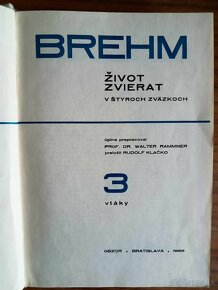 BREHM
ŽIVOT
ZVIERAT
V ŠTYROCH ZVÄZKOCH
úplne prepracoval
PROF. DR. WALTER RAMMNER
preložil RUDOLF KLAČKO
3
vtáky
OBZOR • BRATISLAVA • 1968